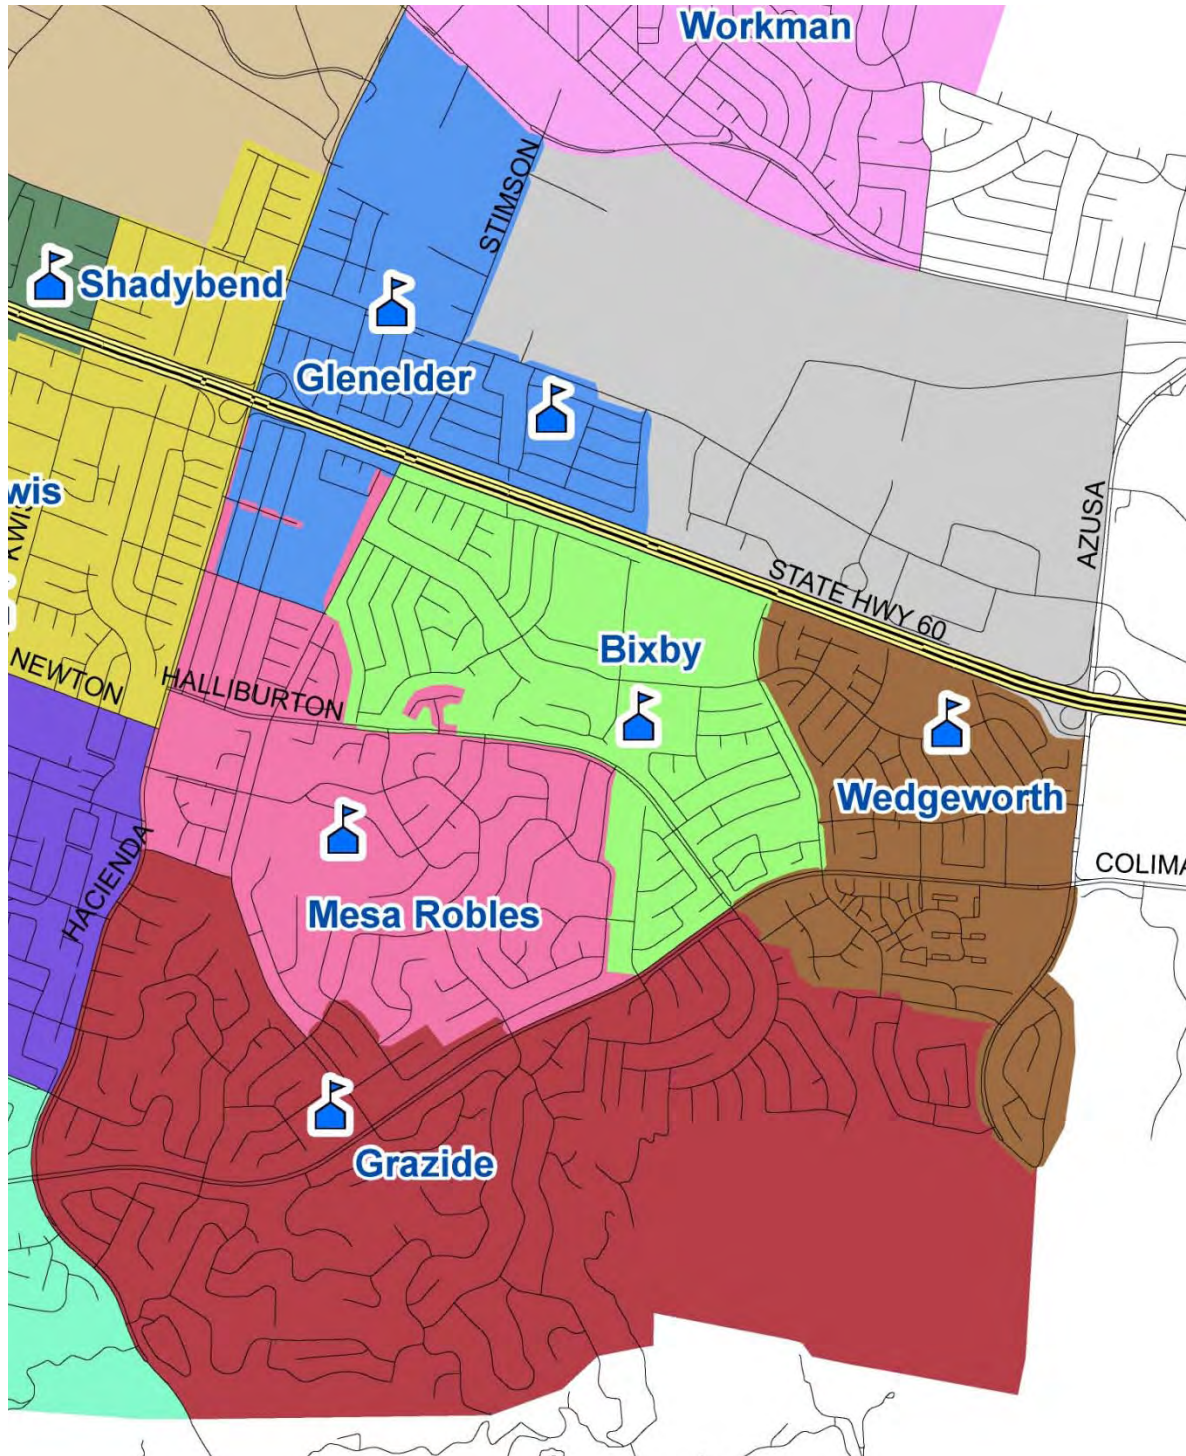 Workman
STIMSON
Shadybend
Glenelder
wis
AZUSA
STATE HWY 60
Bixby
NEWTON
HALLIBURTON
Wedgeworth
HACIENDA
COLIMA
Mesa Robles
Grazide